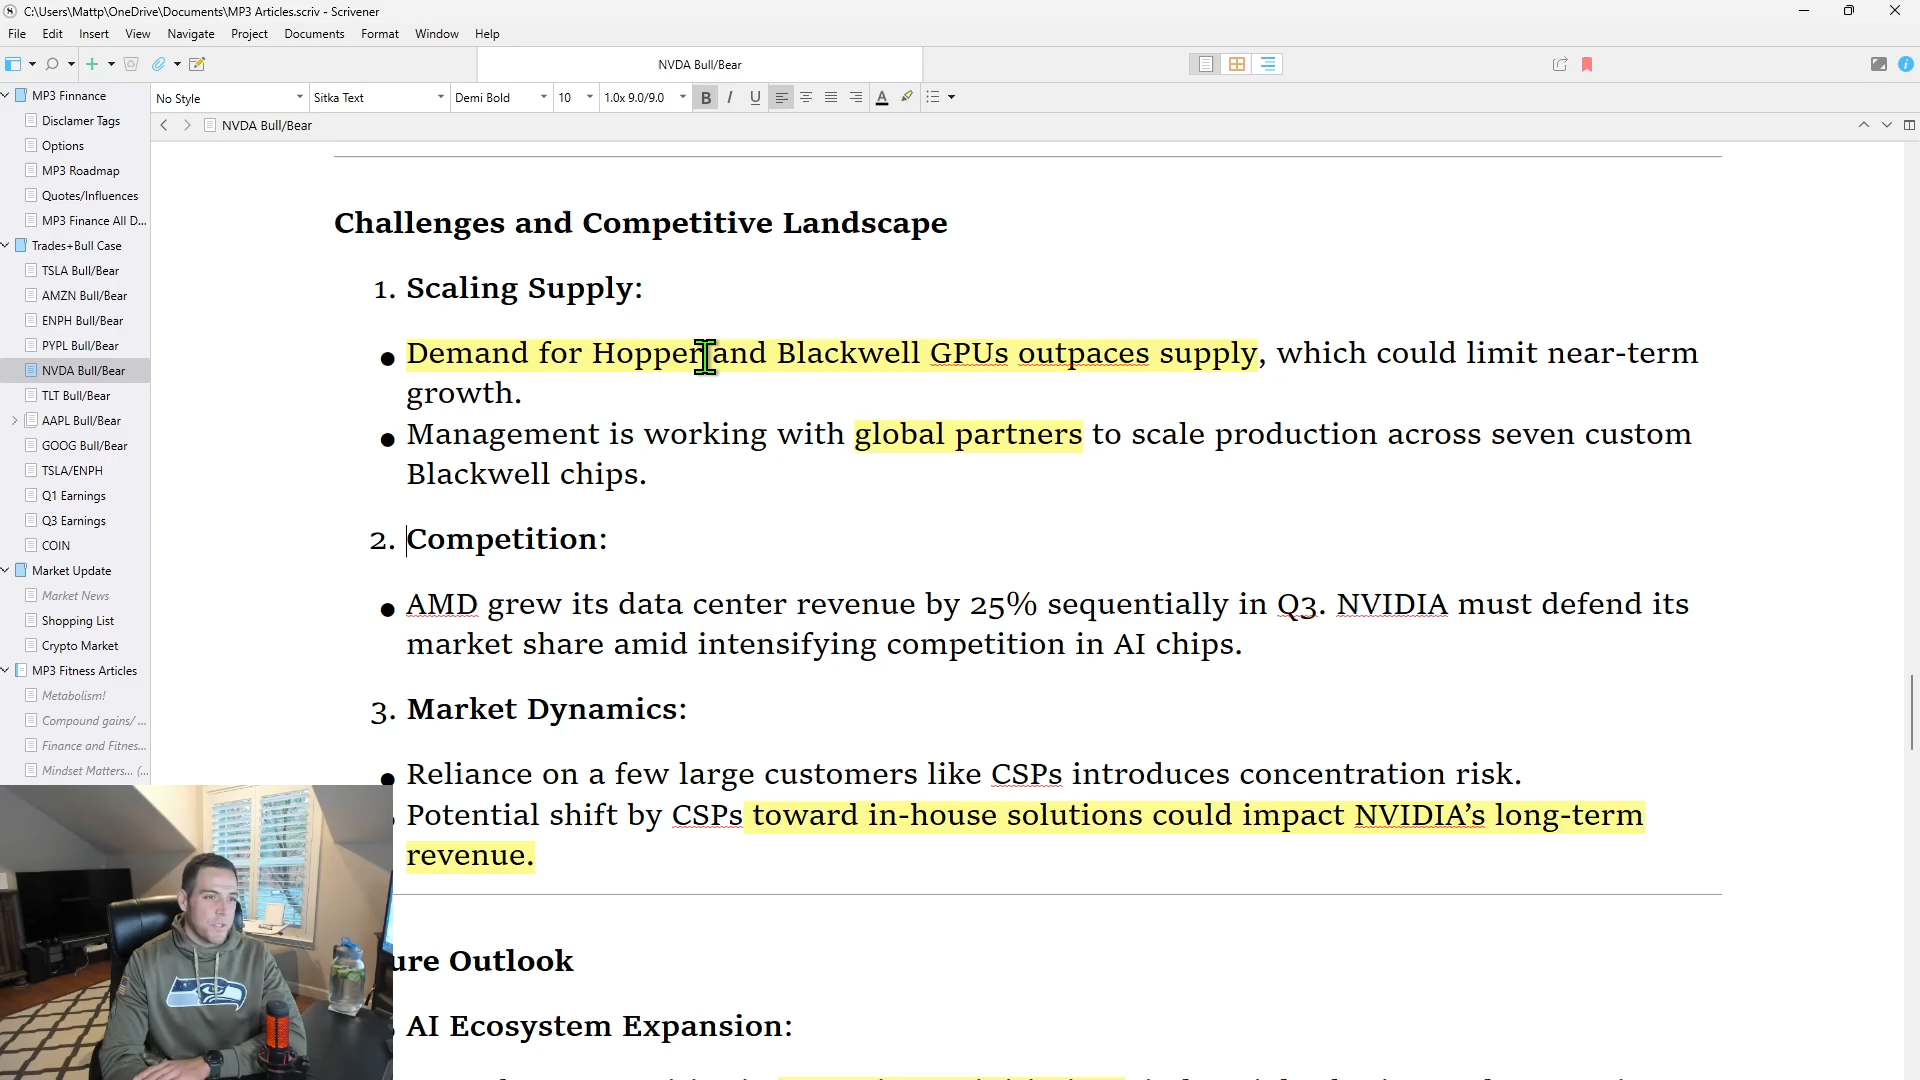 C:\Users\Mattp\OneDrive\Documents\MP3 Articles.scriv - Scrivener
File Edit Insert View Navigate Project Documents Format Window Help
NVDA Bull/Bear
No Style Sitka Text Demi Bold 10 1.0x 9.0/9.0 B I U A
NVDA Bull/Bear
MP3 Finnance
Disclamer Tags
Options
MP3 Roadmap
Quotes/Influences
MP3 Finance All D...
Trades+Bull Case
TSLA Bull/Bear
AMZN Bull/Bear
ENPH Bull/Bear
PYPL Bull/Bear
NVDA Bull/Bear
TLT Bull/Bear
AAPL Bull/Bear
GOOG Bull/Bear
TSLA/ENPH
Q1 Earnings
Q3 Earnings
COIN
Market Update
Market News
Shopping List
Crypto Market
MP3 Fitness Articles
Metabolism!
Compound gains/ ...
Finance and Fitnes...
Mindset Matters... (...
Challenges and Competitive Landscape
1. Scaling Supply:
● Demand for Hopper and Blackwell GPUs outpaces supply, which could limit near-term
growth.
● Management is working with global partners to scale production across seven custom
Blackwell chips.
2. Competition:
● AMD grew its data center revenue by 25% sequentially in Q3. NVIDIA must defend its
market share amid intensifying competition in AI chips.
3. Market Dynamics:
● Reliance on a few large customers like CSPs introduces concentration risk.
Potential shift by CSPs toward in-house solutions could impact NVIDIA’s long-term
revenue.
ure Outlook
AI Ecosystem Expansion: